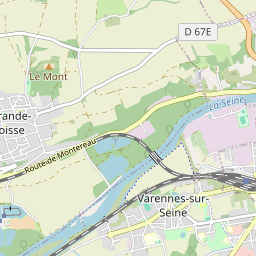 D 67E
Le Mont
La Seine
rande-
oisse
Route de Montereau
Varennes-sur-
Seine